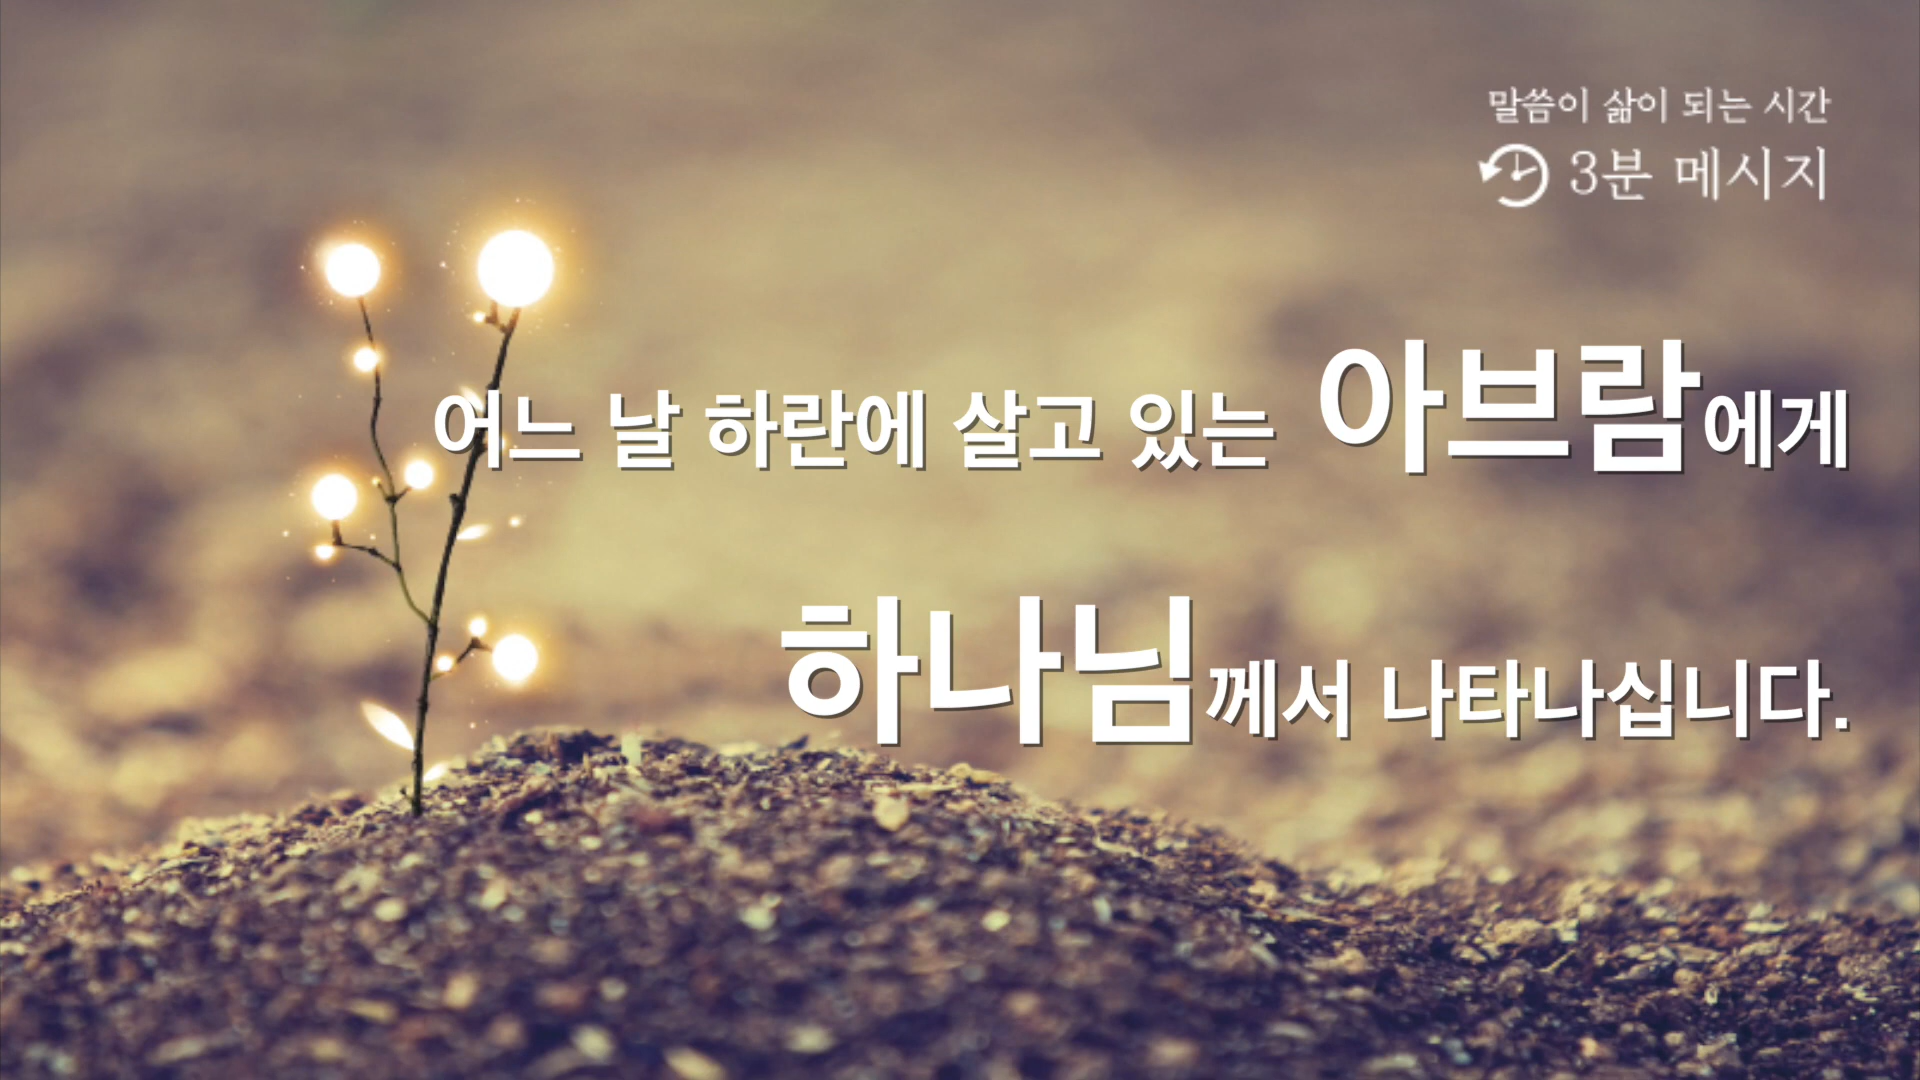 말씀이 삶이 되는 시간
3분 메시지
어느 날 하란에 살고 있는 아브람에게
하나님께서 나타나십니다.